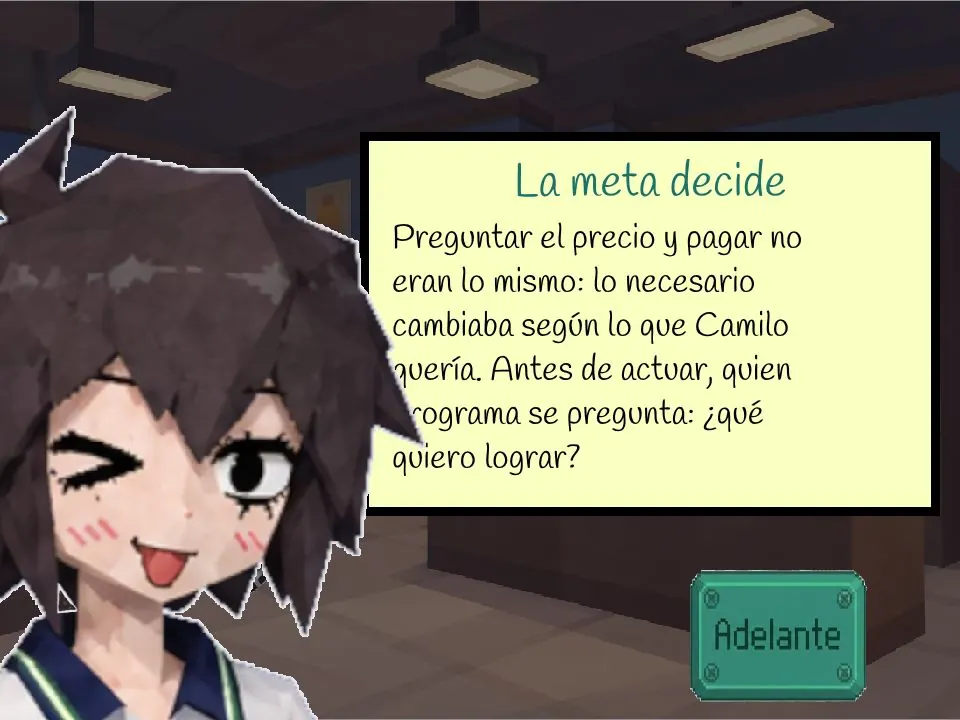 La meta decide
Preguntar el precio y pagar no
eran lo mismo: lo necesario
cambiaba según lo que Camilo
quería. Antes de actuar, quien
programa se pregunta: ¿qué
quiero lograr?
Adelante